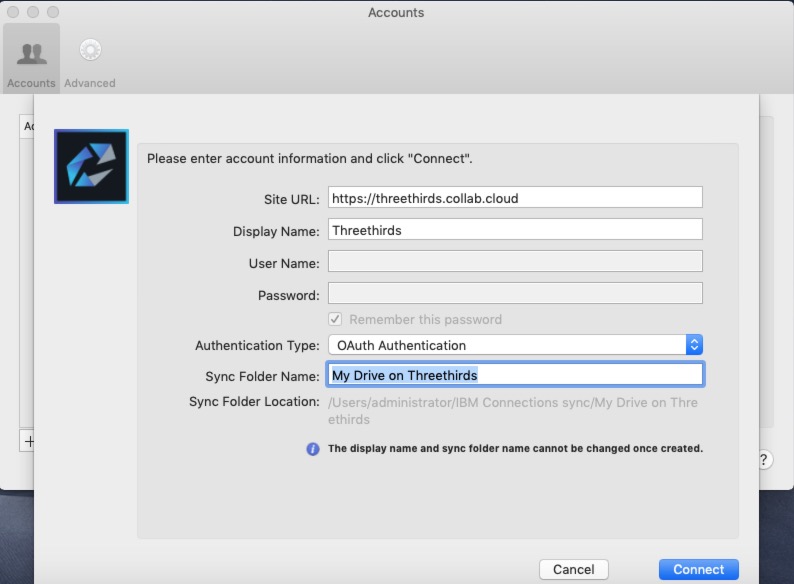 Accounts
Accounts
Advanced
Please enter account information and click "Connect".
Site URL: https://threethirds.collab.cloud
Display Name: Threethirds
User Name:
Password:
Remember this password
Authentication Type: OAuth Authentication
Sync Folder Name: My Drive on Threethirds
Sync Folder Location: /Users/administrator/IBM Connections sync/My Drive on Thre
ethirds
The display name and sync folder name cannot be changed once created.
+
?
Cancel
Connect